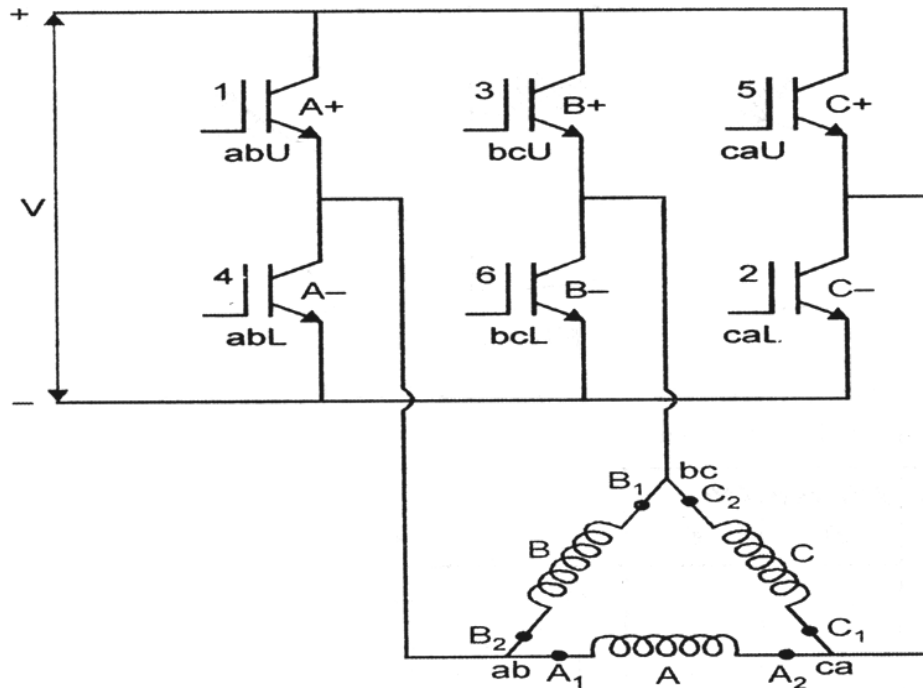 +
1 A+ 3 B+ 5 C+
abU bcU caU
V
4 A− 6 B− 2 C−
abL bcL caL
−
bc
B₁ C₂
B C
B₂ C₁
ab A₁ A A₂ ca